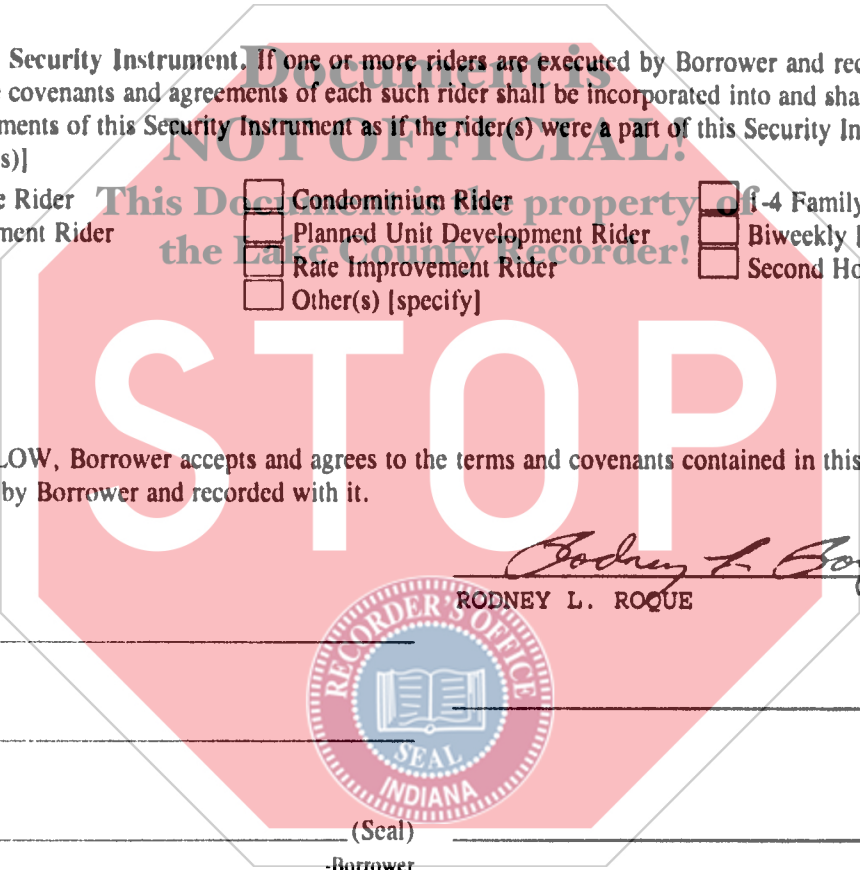 Security Instrument. If one or more riders are executed by Borrower and rec
covenants and agreements of each such rider shall be incorporated into and sha
ments of this Security Instrument as if the rider(s) were a part of this Security In
s)]
e Rider
Condominium Rider
1-4 Family
ment Rider
Planned Unit Development Rider
Biweekly
Rate Improvement Rider
Second Ho
Other(s) [specify]
Document is
NOT OFFICIAL!
This Document is the property of
the Lake County Recorder!
STOP
LOW, Borrower accepts and agrees to the terms and covenants contained in this
by Borrower and recorded with it.
RODNEY L. ROQUE
RECORDER'S OFFICE
SEAL
INDIANA
(Seal)
-Borrower